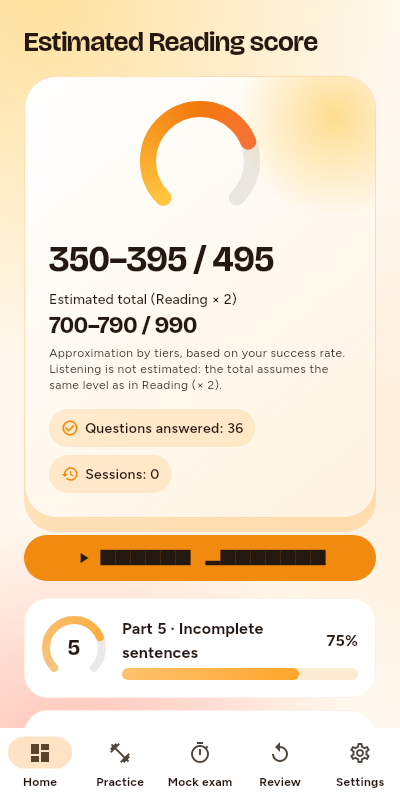 Estimated Reading score
350–395 / 495
Estimated total (Reading × 2)
700–790 / 990
Approximation by tiers, based on your success rate.
Listening is not estimated: the total assumes the
same level as in Reading (× 2).
Questions answered: 36
Sessions: 0
5
Part 5 · Incomplete
sentences
75%
Home
Practice
Mock exam
Review
Settings